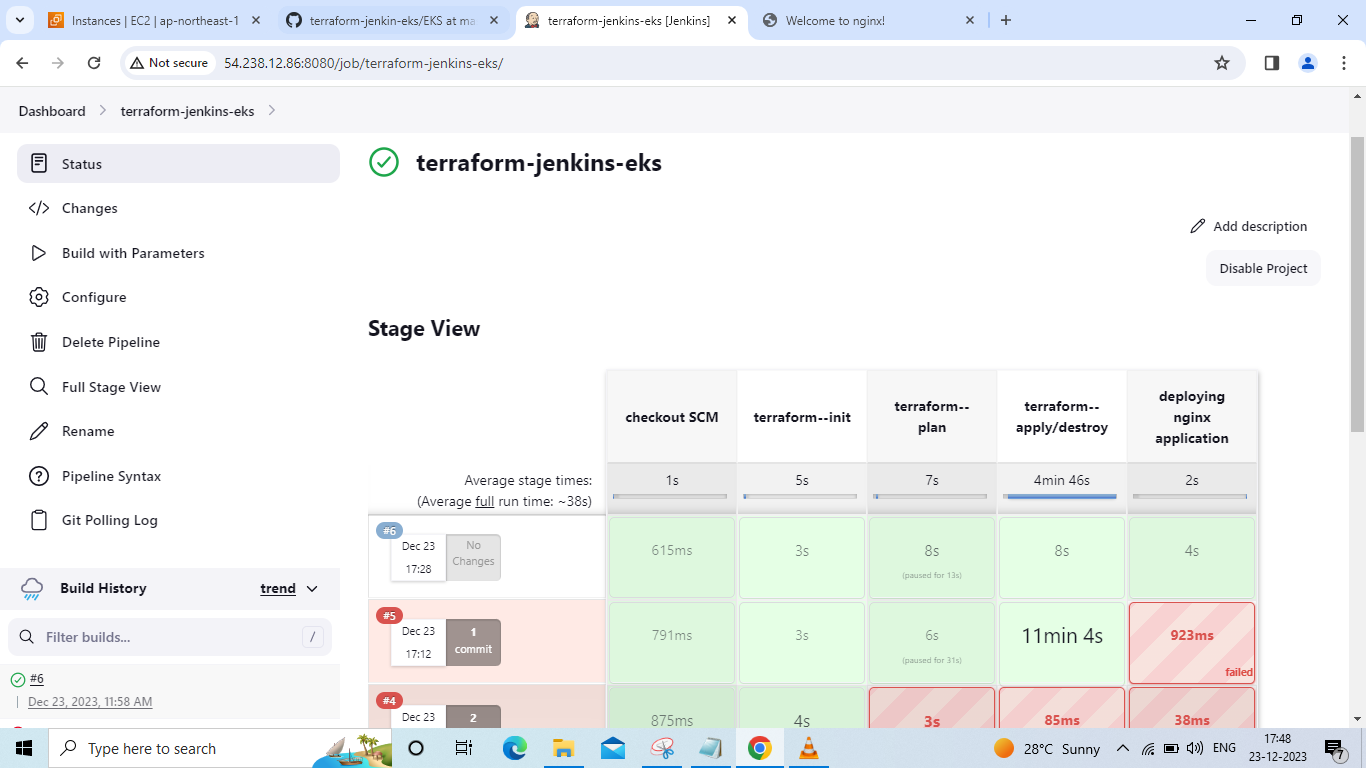 Instances | EC2 | ap-northeast-1
terraform-jenkin-eks/EKS at ma
terraform-jenkins-eks [Jenkins]
Welcome to nginx!
Not secure
54.238.12.86:8080/job/terraform-jenkins-eks/
Dashboard
terraform-jenkins-eks
Status
Changes
Build with Parameters
Configure
Delete Pipeline
Full Stage View
Rename
Pipeline Syntax
Git Polling Log
Build History
trend
Filter builds...
/
#6
Dec 23, 2023, 11:58 AM
terraform-jenkins-eks
Add description
Disable Project
Stage View
checkout SCM
terraform--init
terraform--
plan
terraform--
apply/destroy
deploying
nginx
application
Average stage times:
(Average full run time: ~38s)
1s
5s
7s
4min 46s
2s
#6
Dec 23
17:28
No
Changes
615ms
3s
8s
(paused for 13s)
8s
4s
#5
Dec 23
17:12
1
commit
791ms
3s
6s
(paused for 31s)
11min 4s
923ms
failed
#4
Dec 23
2
875ms
4s
3s
85ms
38ms
Type here to search
28°C Sunny
ENG
17:48
23-12-2023
7